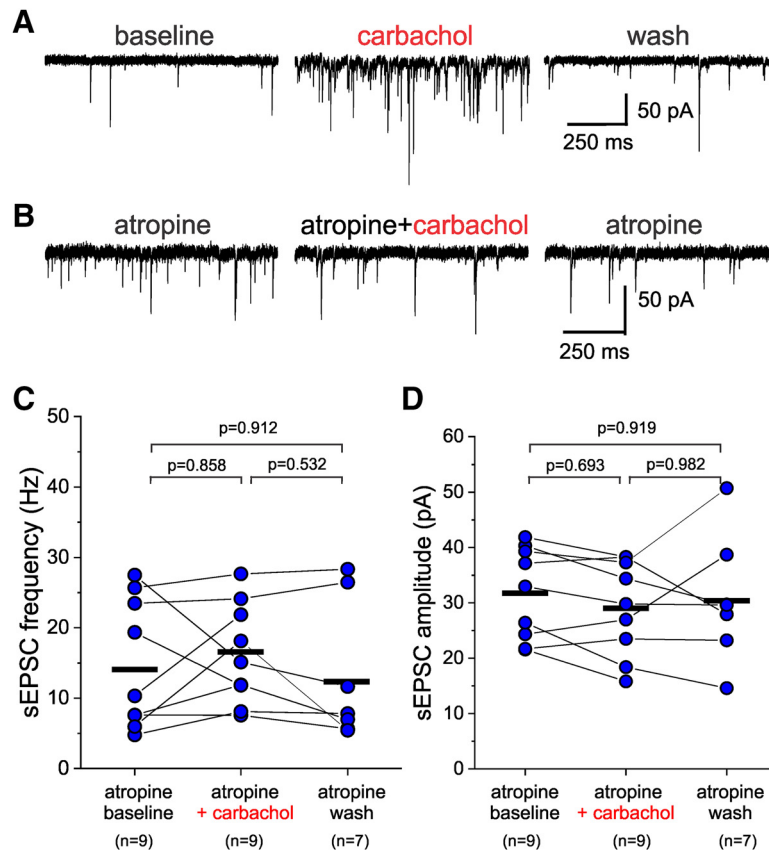 A
baseline carbachol wash
50 pA
250 ms
B
atropine atropine+carbachol atropine
50 pA
250 ms
C
sEPSC frequency (Hz)
50
40
30
20
10
0
p=0.912
p=0.858 p=0.532
atropine baseline
atropine + carbachol
atropine wash
(n=9) (n=9) (n=7)
D
sEPSC amplitude (pA)
60
50
40
30
20
10
0
p=0.919
p=0.693 p=0.982
atropine baseline
atropine + carbachol
atropine wash
(n=9) (n=9) (n=7)